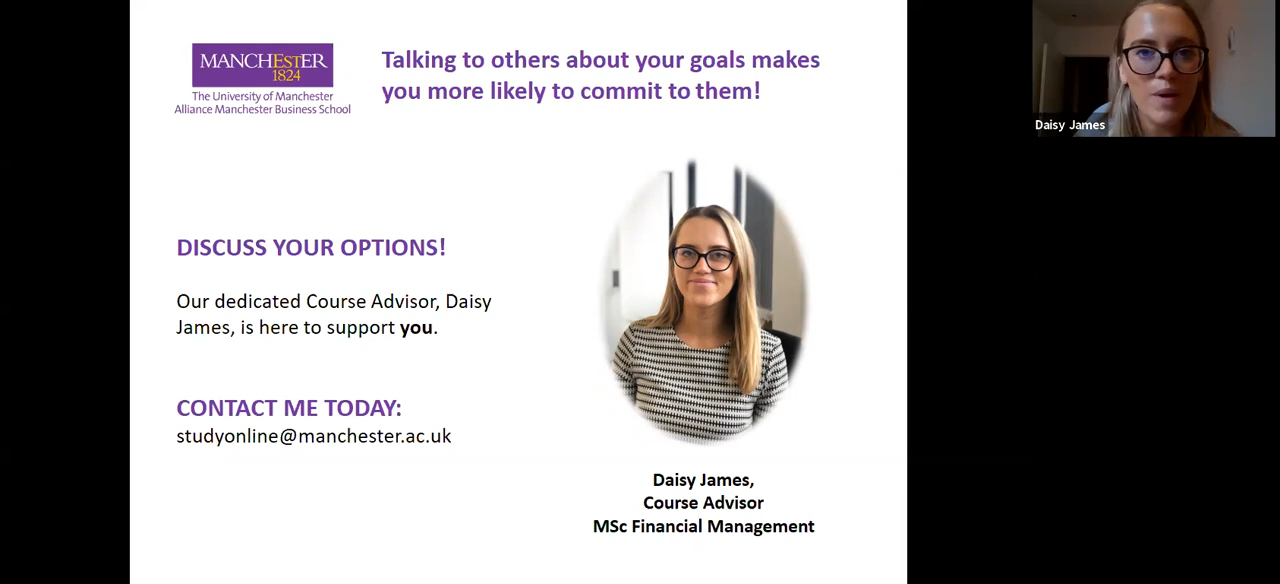 MANCHESTER
1824
The University of Manchester
Alliance Manchester Business School
Talking to others about your goals makes
you more likely to commit to them!
Daisy James
DISCUSS YOUR OPTIONS!
Our dedicated Course Advisor, Daisy
James, is here to support you.
CONTACT ME TODAY:
studyonline@manchester.ac.uk
Daisy James,
Course Advisor
MSc Financial Management